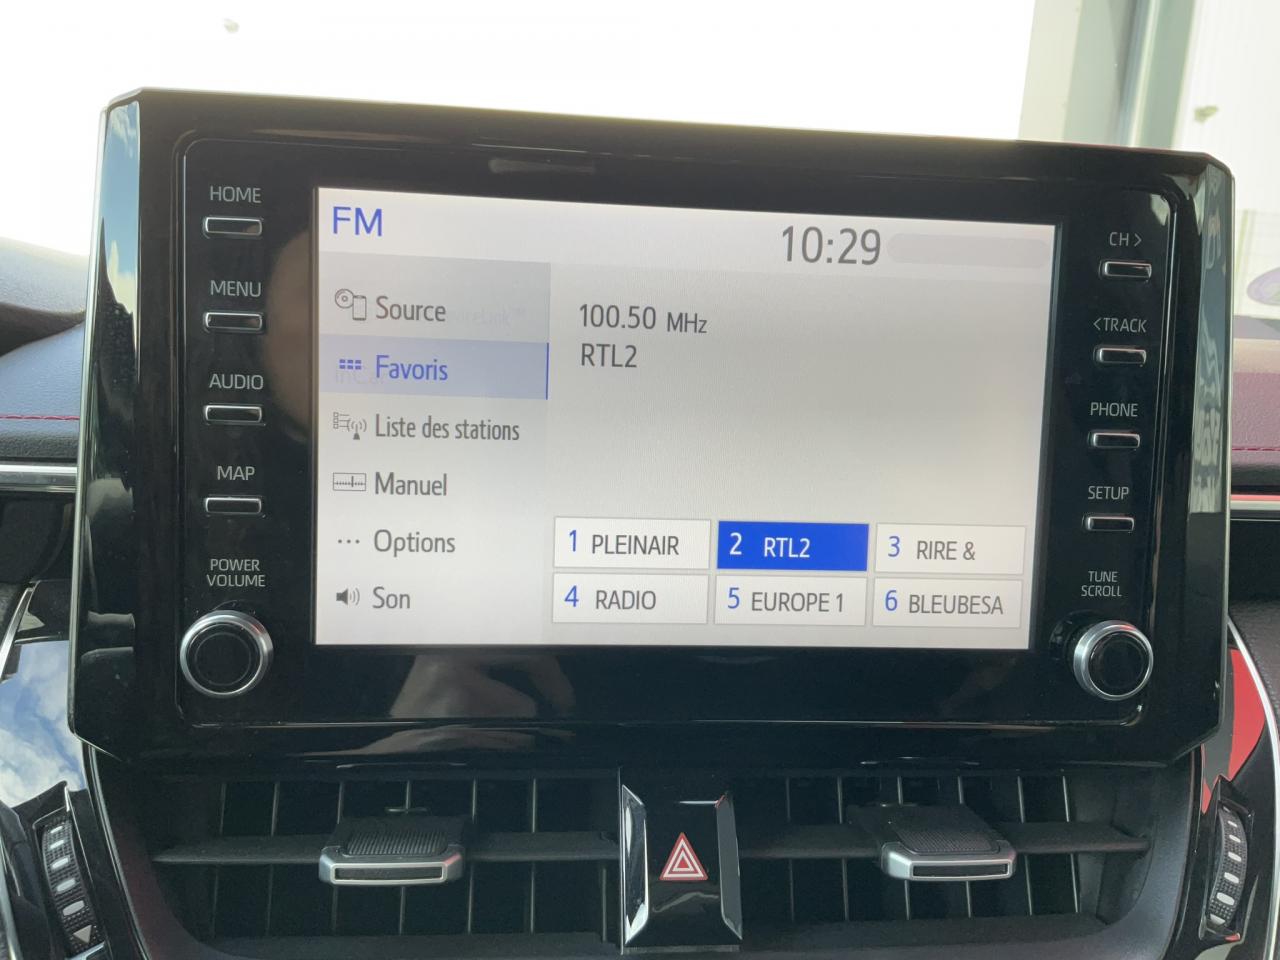 HOME
MENU
AUDIO
MAP
POWER
VOLUME
FM
10:29
Source
Favoris
Liste des stations
Manuel
Options
Son
100.50 MHz
RTL2
1 PLEINAIR
2 RTL2
3 RIRE &
4 RADIO
5 EUROPE 1
6 BLEUBESA
CH >
< TRACK
PHONE
SETUP
TUNE
SCROLL